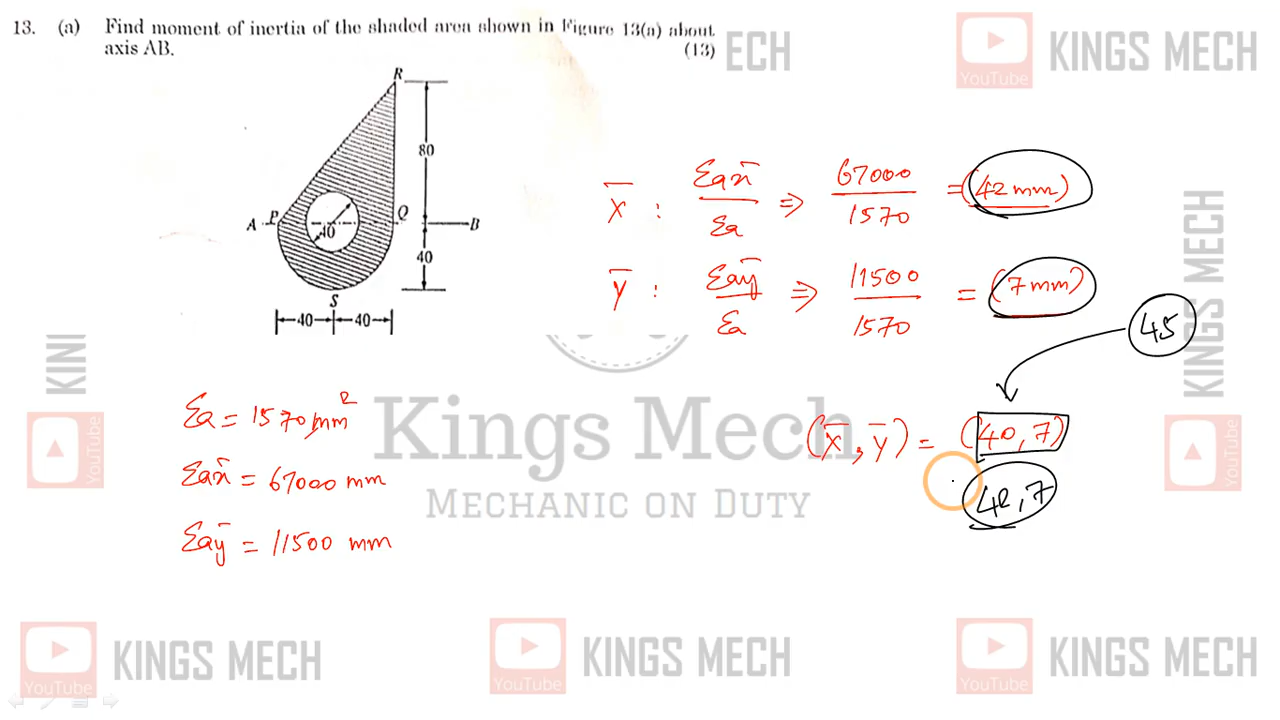 13. (a) Find moment of inertia of the shaded area shown in Figure 13(a) about
axis AB. (13)
ECH
YouTube
KINGS MECH
R
80
A P Q B
40
40
S
40 40
x̄ : Σax̄ / Σa ⇒ 67000 / 1570 = (42 mm)
ȳ : Σaȳ / Σa ⇒ 11500 / 1570 = (7 mm)
45
KINGS MECH
YouTube
KINI
YouTube
Σa = 1570 mm²
Σax̄ = 67000 mm
Σaȳ = 11500 mm
Kings Mech
MECHANIC ON DUTY
(x̄, ȳ) = (40, 7)
42, 7
YouTube
KINGS MECH
YouTube
KINGS MECH
YouTube
KINGS MECH